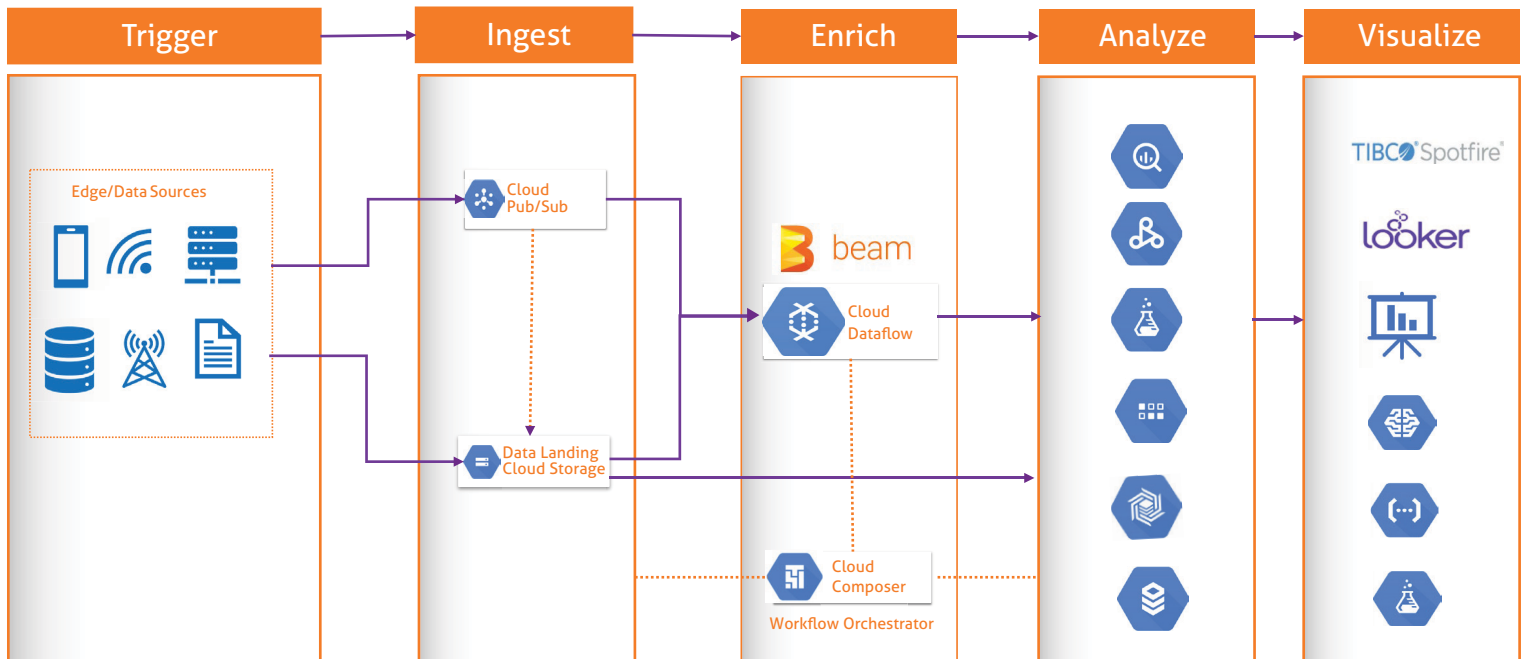 Trigger
Ingest
Enrich
Analyze
Visualize
Edge/Data Sources
Cloud
Pub/Sub
Data Landing
Cloud Storage
beam
Cloud
Dataflow
Cloud
Composer
Workflow Orchestrator
TIBCO® Spotfire®
looker